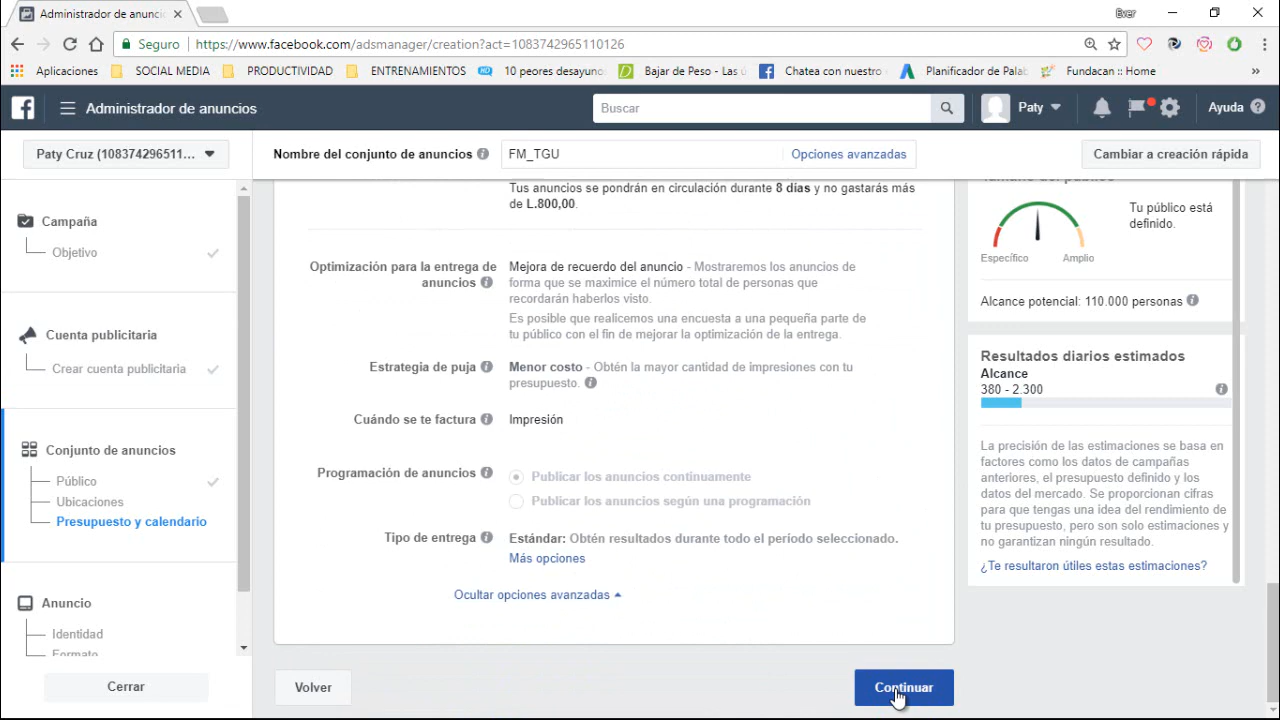 Administrador de anunci
Ever
Seguro
https://www.facebook.com/adsmanager/creation?act=1083742965110126
Aplicaciones
SOCIAL MEDIA
PRODUCTIVIDAD
ENTRENAMIENTOS
10 peores desayuno
Bajar de Peso - Las ú
Chatea con nuestro
Planificador de Palab
Fundacan :: Home
»
Administrador de anuncios
Buscar
Paty
Ayuda
Paty Cruz (10837429651​1...
Nombre del conjunto de anuncios
FM_TGU
Opciones avanzadas
Cambiar a creación rápida
Campaña
Objetivo
Cuenta publicitaria
Crear cuenta publicitaria
Conjunto de anuncios
Público
Ubicaciones
Presupuesto y calendario
Anuncio
Identidad
Formato
Cerrar
Tus anuncios se pondrán en circulación durante 8 días y no gastarás más
de L.800,00.
Optimización para la entrega de
anuncios
Mejora de recuerdo del anuncio - Mostraremos los anuncios de
forma que se maximice el número total de personas que
recordarán haberlos visto.
Es posible que realicemos una encuesta a una pequeña parte de
tu público con el fin de mejorar la optimización de la entrega.
Estrategia de puja
Menor costo - Obtén la mayor cantidad de impresiones con tu
presupuesto.
Cuándo se te factura
Impresión
Programación de anuncios
Publicar los anuncios continuamente
Publicar los anuncios según una programación
Tipo de entrega
Estándar: Obtén resultados durante todo el período seleccionado.
Más opciones
Ocultar opciones avanzadas
Volver
Continuar
Tamaño del público
Tu público está
definido.
Específico
Amplio
Alcance potencial: 110.000 personas
Resultados diarios estimados
Alcance
380 - 2.300
La precisión de las estimaciones se basa en
factores como los datos de campañas
anteriores, el presupuesto definido y los
datos del mercado. Se proporcionan cifras
para que tengas una idea del rendimiento de
tu presupuesto, pero son solo estimaciones y
no garantizan ningún resultado.
¿Te resultaron útiles estas estimaciones?